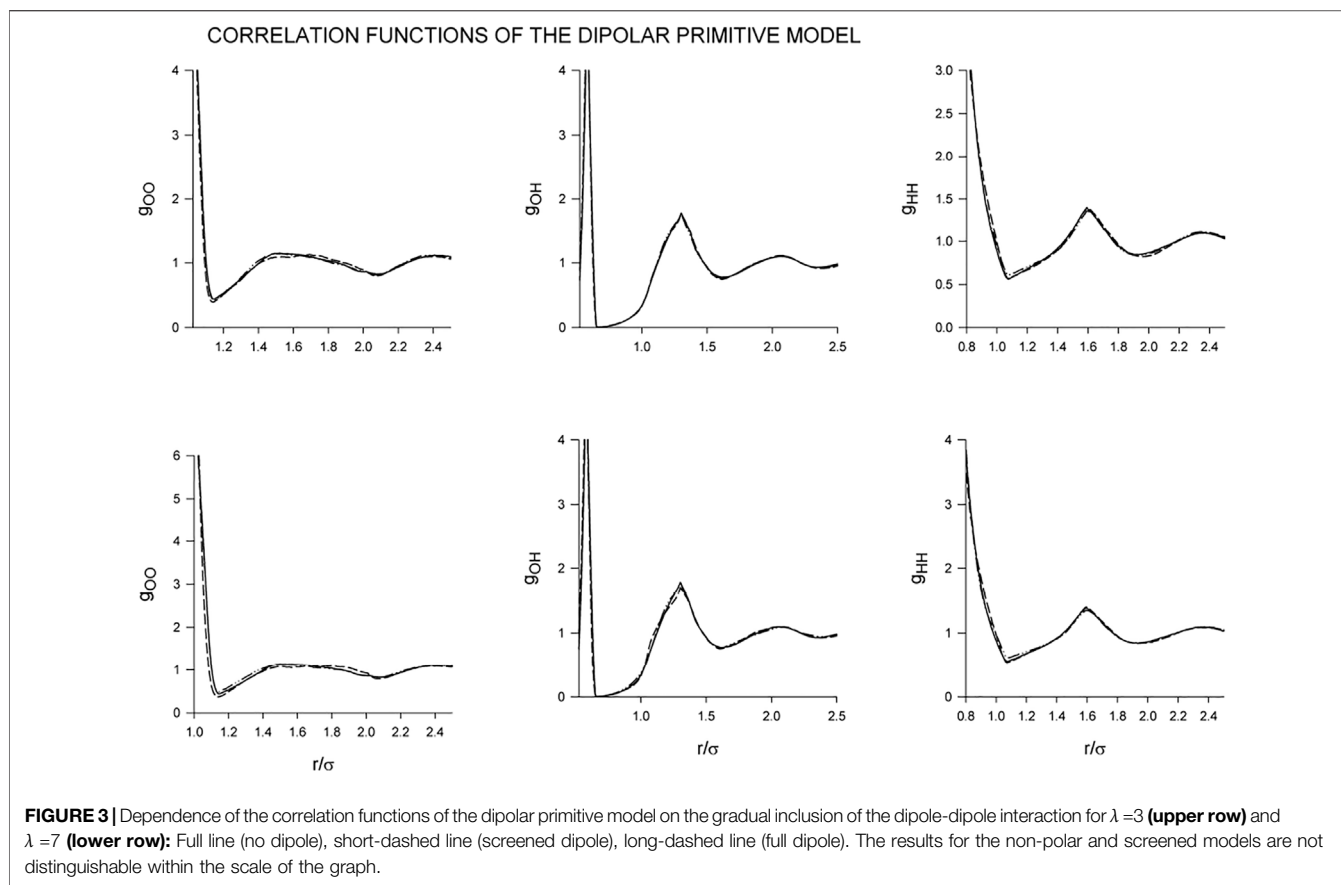 CORRELATION FUNCTIONS OF THE DIPOLAR PRIMITIVE MODEL
4
3
2
1
0
gOO
1.2 1.4 1.6 1.8 2.0 2.2 2.4
4
3
2
1
0
gOH
1.0 1.5 2.0 2.5
3.0
2.5
2.0
1.5
1.0
0.5
0.0
gHH
0.8 1.0 1.2 1.4 1.6 1.8 2.0 2.2 2.4
6
5
4
3
2
1
0
gOO
1.0 1.2 1.4 1.6 1.8 2.0 2.2 2.4
r/σ
4
3
2
1
0
gOH
1.0 1.5 2.0 2.5
r/σ
4
3
2
1
0
gHH
0.8 1.0 1.2 1.4 1.6 1.8 2.0 2.2 2.4
r/σ
FIGURE 3 | Dependence of the correlation functions of the dipolar primitive model on the gradual inclusion of the dipole-dipole interaction for λ =3 (upper row) and
λ =7 (lower row): Full line (no dipole), short-dashed line (screened dipole), long-dashed line (full dipole). The results for the non-polar and screened models are not
distinguishable within the scale of the graph.